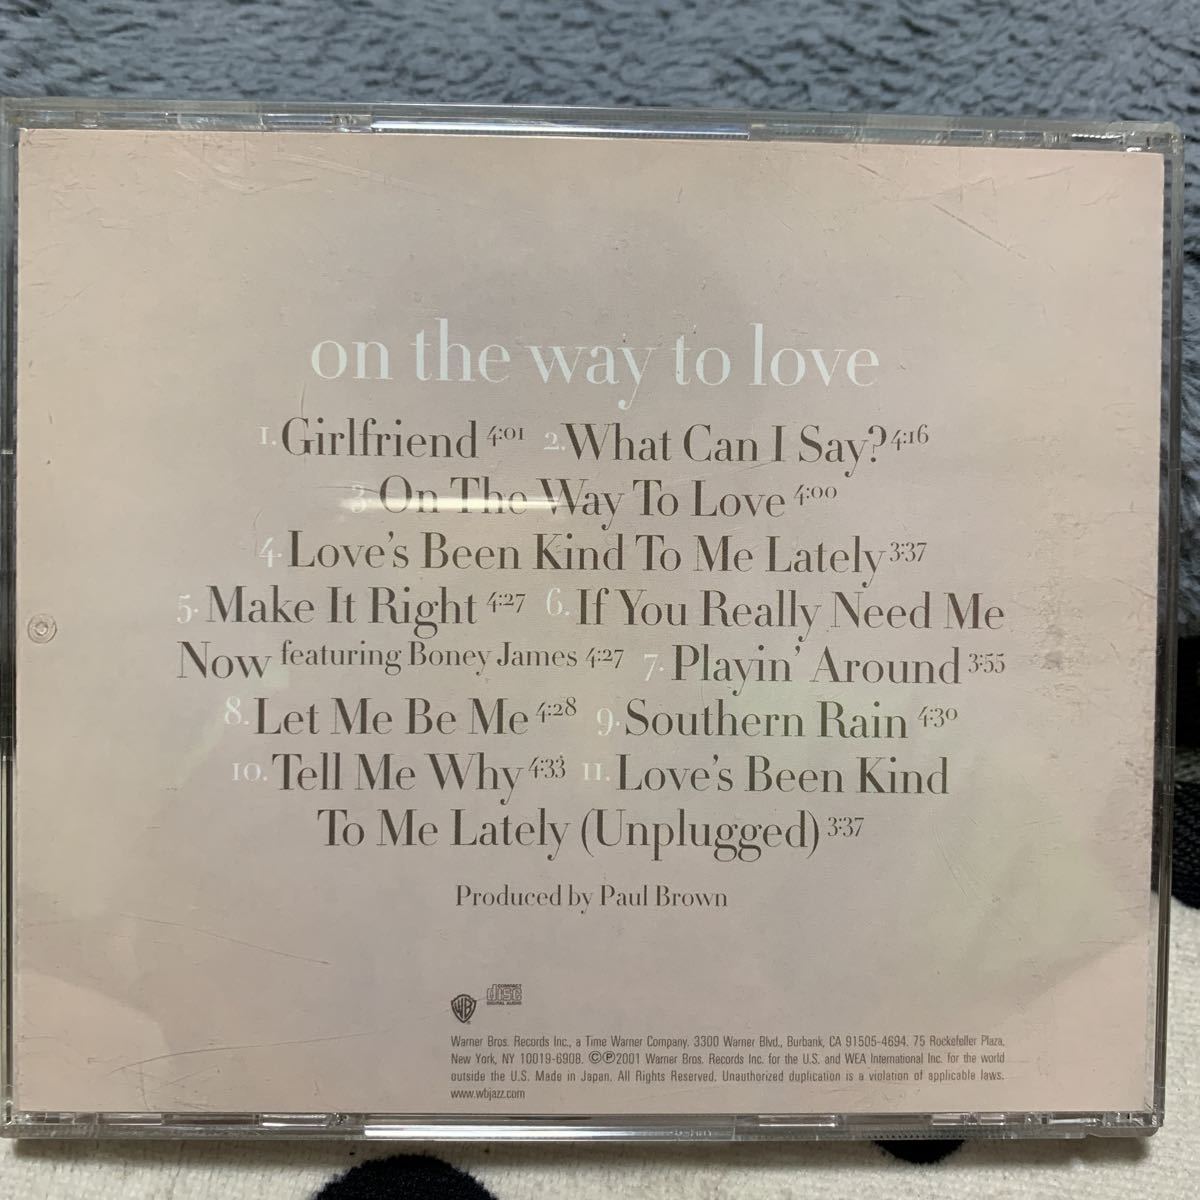 on the way to love
1. Girlfriend 4:01 2. What Can I Say? 4:16
3. On The Way To Love 4:00
4. Love's Been Kind To Me Lately 3:37
5. Make It Right 4:27 6. If You Really Need Me
Now featuring Boney James 4:27 7. Playin' Around 3:55
8. Let Me Be Me 4:28 9. Southern Rain 4:30
10. Tell Me Why 4:33 11. Love's Been Kind
To Me Lately (Unplugged) 3:37
Produced by Paul Brown
WB COMPACT disc DIGITAL AUDIO
Warner Bros. Records Inc., a Time Warner Company. 3300 Warner Blvd., Burbank, CA 91505-4694. 75 Rockefeller Plaza,
New York, NY 10019-6908. ©℗2001 Warner Bros. Records Inc. for the U.S. and WEA International Inc. for the world
outside the U.S. Made in Japan. All Rights Reserved. Unauthorized duplication is a violation of applicable laws.
www.wbjazz.com